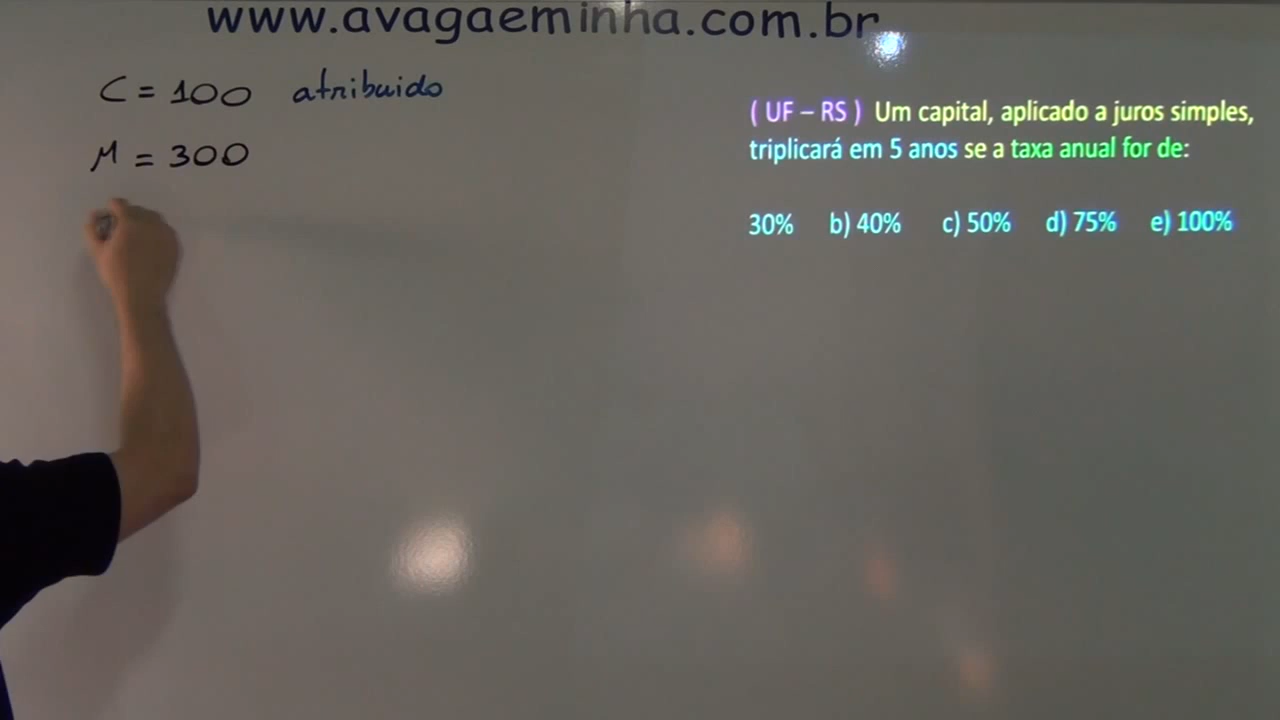 www.avagaeminha.com.br
C = 100 atribuido
M = 300
( UF – RS ) Um capital, aplicado a juros simples,
triplicará em 5 anos se a taxa anual for de:
30% b) 40% c) 50% d) 75% e) 100%